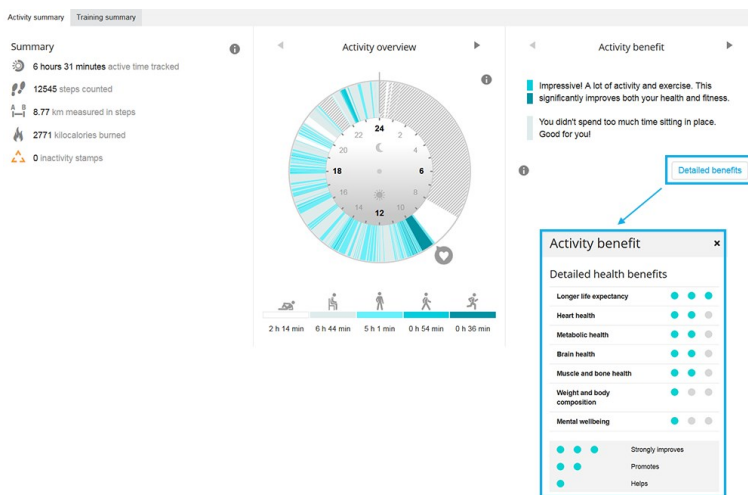 Activity summary
Training summary
Summary
6 hours 31 minutes active time tracked
12545 steps counted
A B
8.77 km measured in steps
2771 kilocalories burned
0 inactivity stamps
Activity overview
24
22
2
20
4
18
6
16
8
14
10
12
2 h 14 min
6 h 44 min
5 h 1 min
0 h 54 min
0 h 36 min
Activity benefit
Impressive! A lot of activity and exercise. This
significantly improves both your health and fitness.
You didn't spend too much time sitting in place.
Good for you!
Detailed benefits
Activity benefit
×
Detailed health benefits
Longer life expectancy
Heart health
Metabolic health
Brain health
Muscle and bone health
Weight and body
composition
Mental wellbeing
Strongly improves
Promotes
Helps